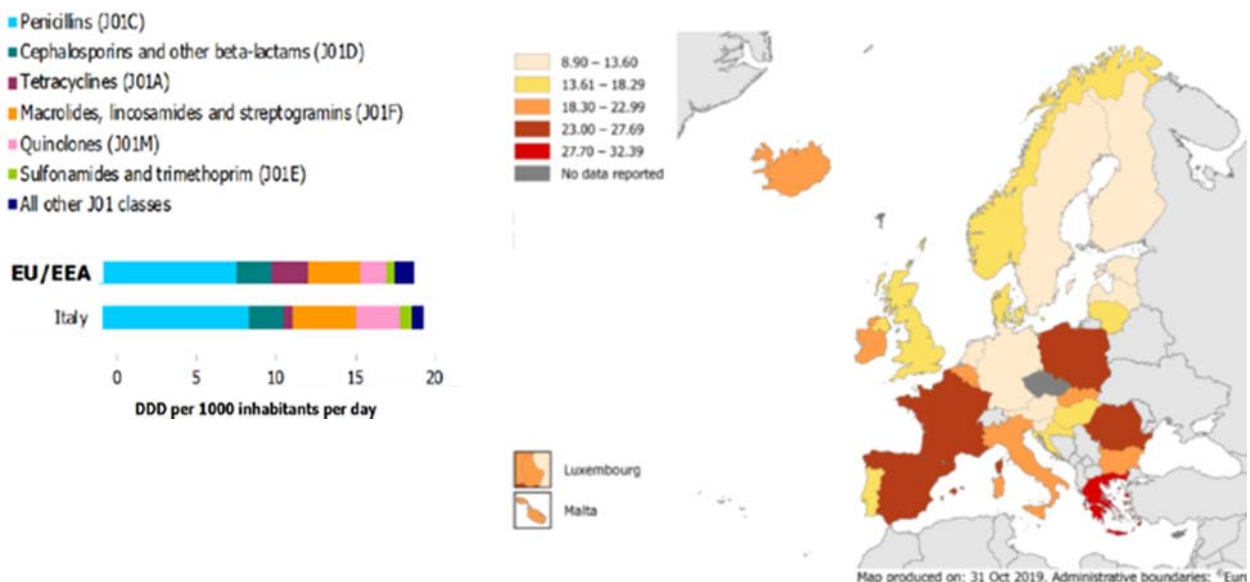 Penicillins (J01C)
Cephalosporins and other beta-lactams (J01D)
Tetracyclines (J01A)
Macrolides, lincosamides and streptogramins (J01F)
Quinolones (J01M)
Sulfonamides and trimethoprim (J01E)
All other J01 classes
EU/EEA
Italy
0 5 10 15 20
DDD per 1000 inhabitants per day
8.90 – 13.60
13.61 – 18.29
18.30 – 22.99
23.00 – 27.69
27.70 – 32.39
No data reported
Luxembourg
Malta
Map produced on: 31 Oct 2019. Administrative boundaries: ©Euro